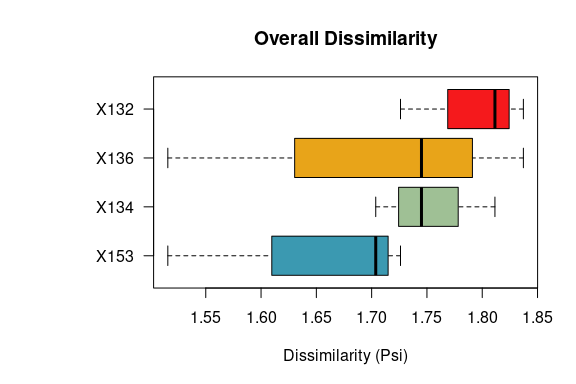 Overall Dissimilarity
X132
X136
X134
X153
1.55 1.60 1.65 1.70 1.75 1.80 1.85
Dissimilarity (Psi)